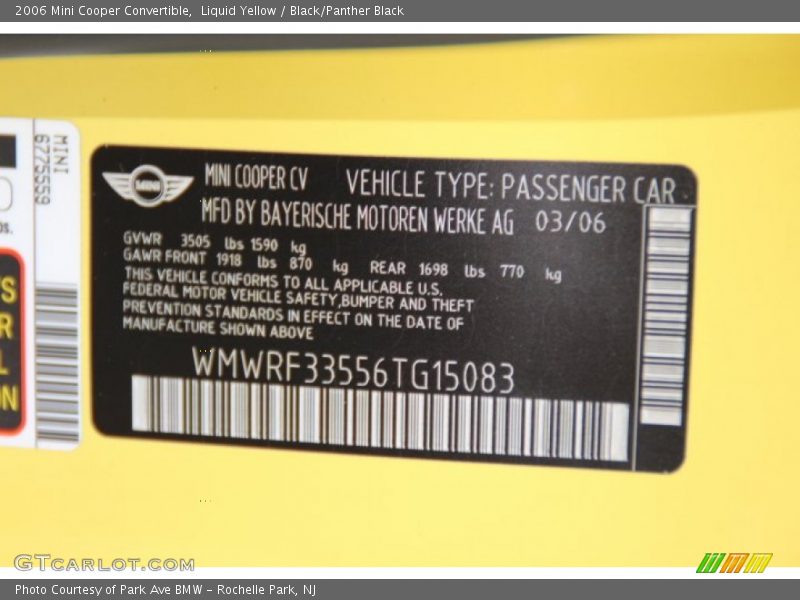 2006 Mini Cooper Convertible,  Liquid Yellow / Black/Panther Black
MINI
6775559
MINI
MINI COOPER CV VEHICLE TYPE: PASSENGER CAR
MFD BY BAYERISCHE MOTOREN WERKE AG 03/06
GVWR 3505 lbs 1590 kg
GAWR FRONT 1918 lbs 870 kg REAR 1698 lbs 770 kg
THIS VEHICLE CONFORMS TO ALL APPLICABLE U.S.
FEDERAL MOTOR VEHICLE SAFETY,BUMPER AND THEFT
PREVENTION STANDARDS IN EFFECT ON THE DATE OF
MANUFACTURE SHOWN ABOVE
WMWRF33556TG15083
GTcarlot.com
Photo Courtesy of Park Ave BMW - Rochelle Park, NJ